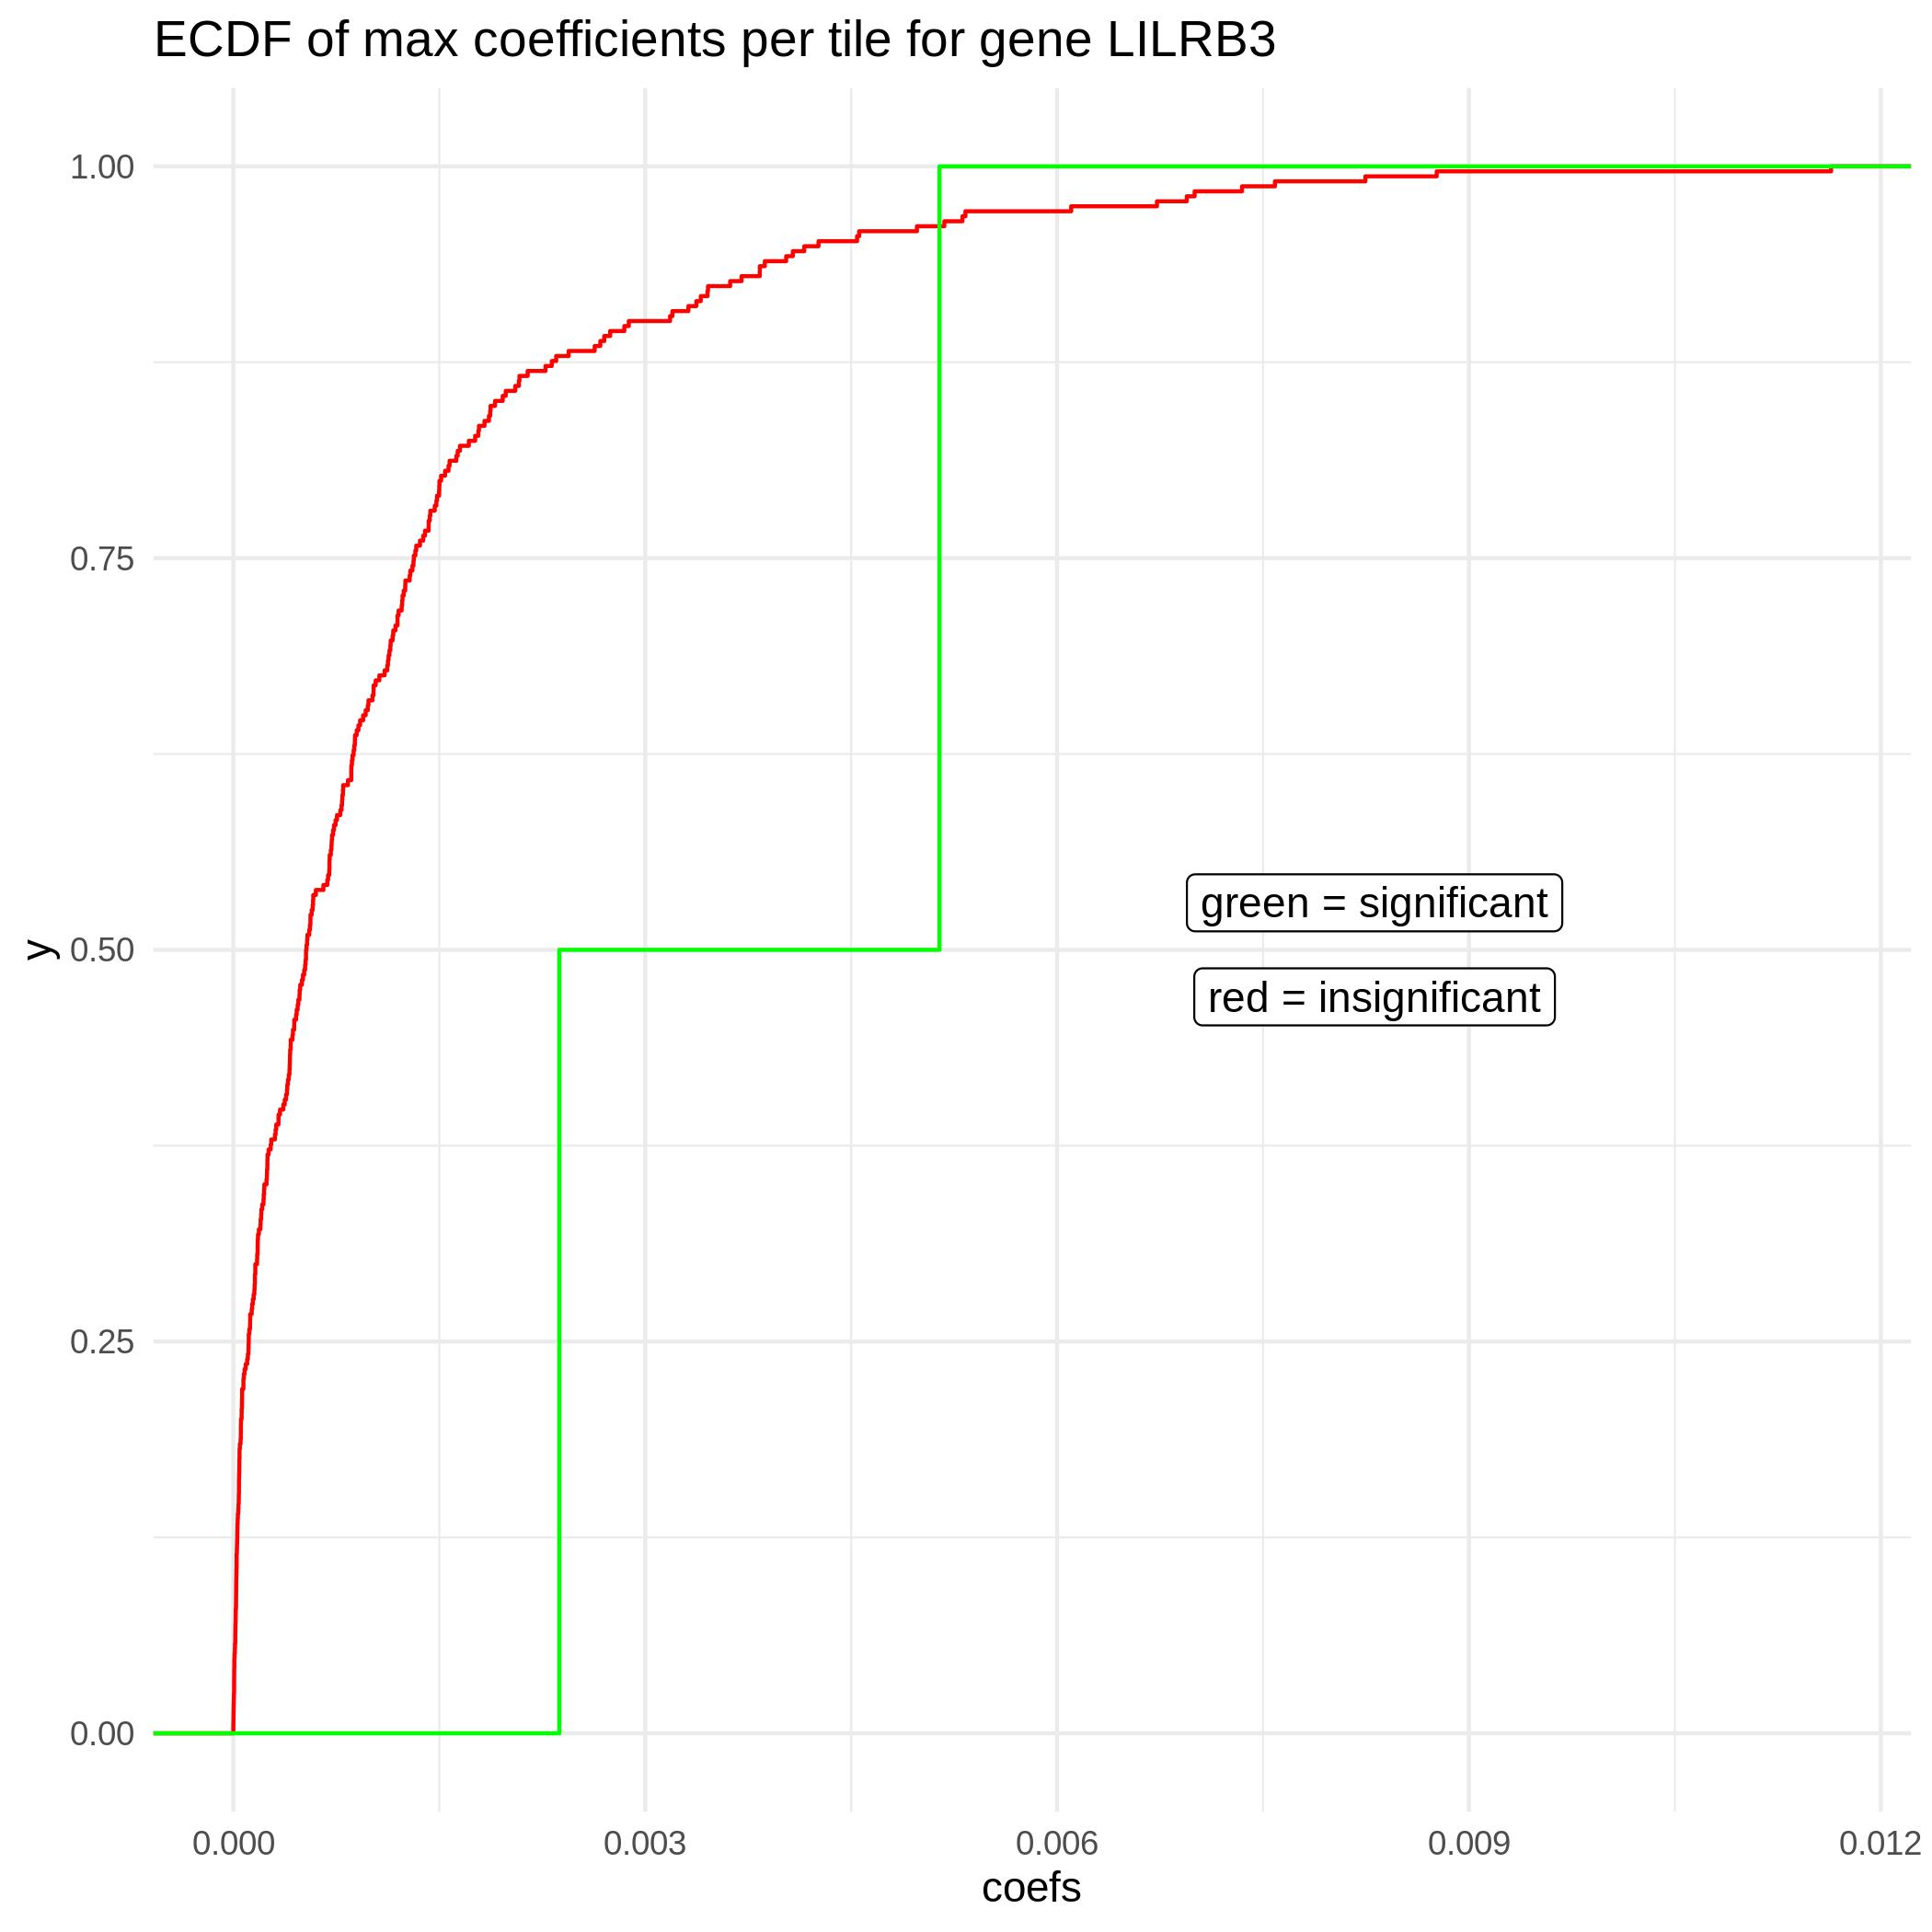 ECDF of max coefficients per tile for gene LILRB3
1.00
0.75
0.50
0.25
0.00
y
green = significant
red = insignificant
0.000
0.003
0.006
0.009
0.012
coefs